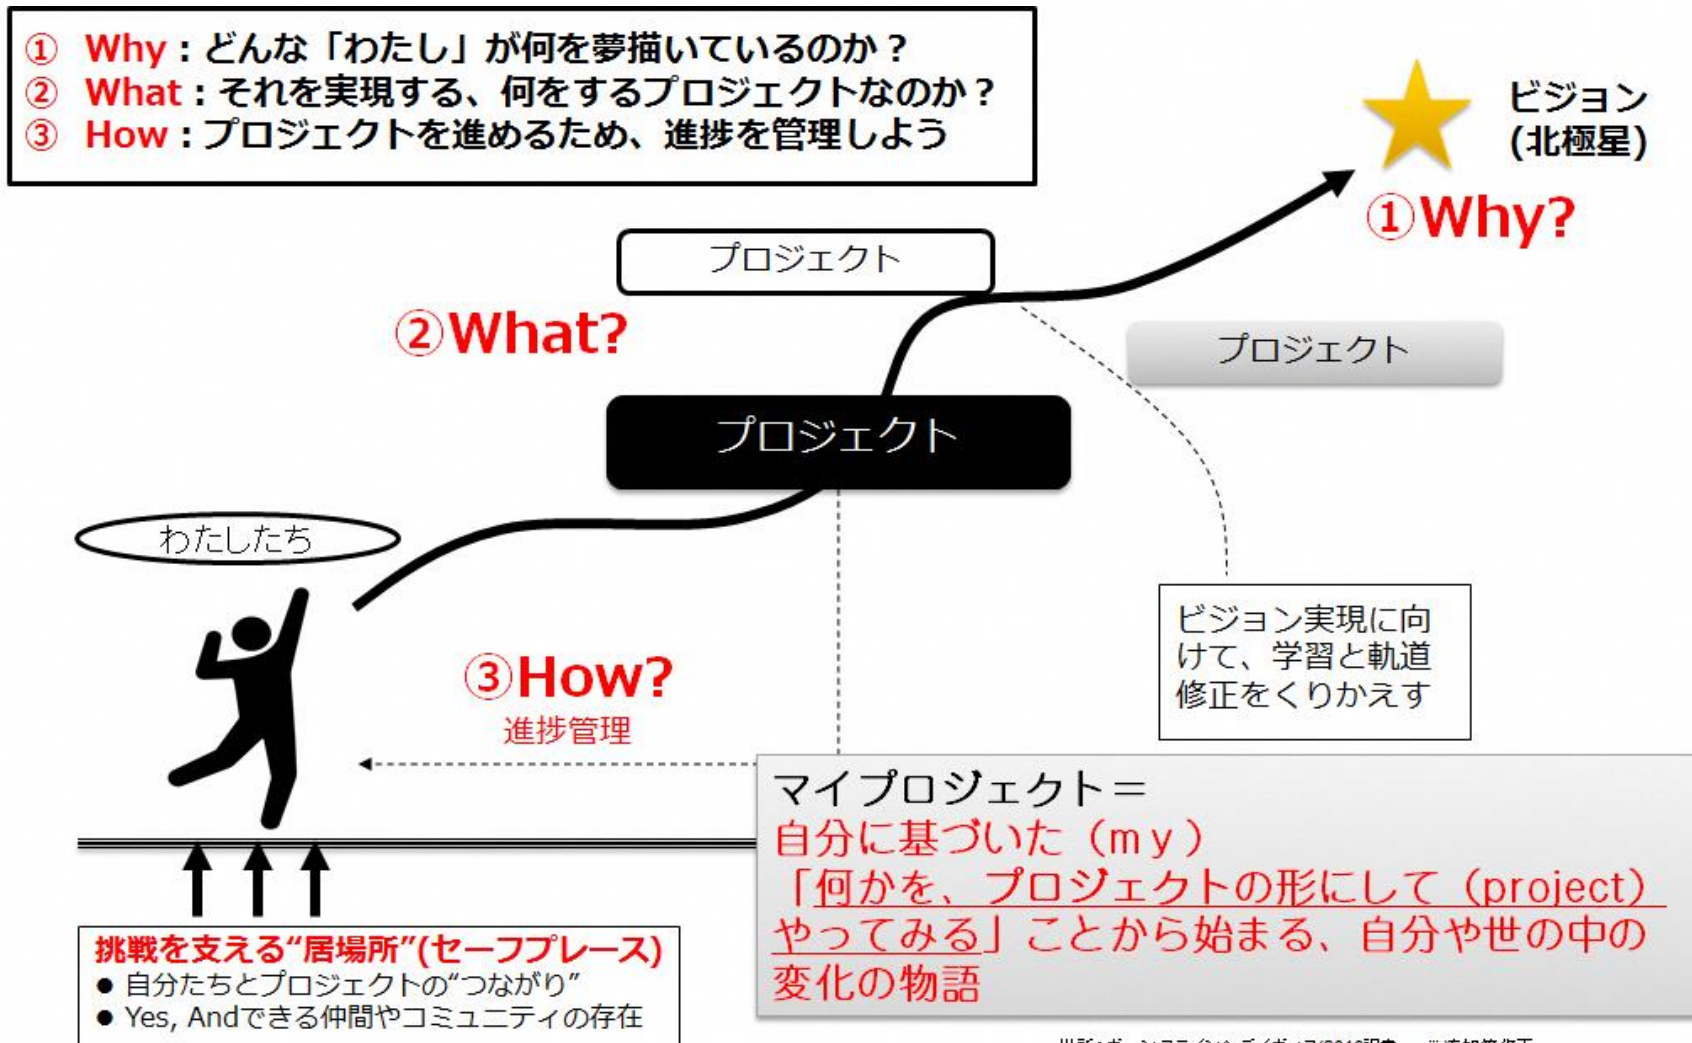 ① Why：どんな「わたし」が何を夢描いているのか？
② What：それを実現する、何をするプロジェクトなのか？
③ How：プロジェクトを進めるため、進捗を管理しよう
ビジョン
(北極星)
①Why?
プロジェクト
②What?
プロジェクト
プロジェクト
わたしたち
ビジョン実現に向
けて、学習と軌道
修正をくりかえす
③How?
進捗管理
マイプロジェクト＝
自分に基づいた（ｍｙ）
「何かを、プロジェクトの形にして（project）
やってみる」ことから始まる、自分や世の中の
変化の物語
挑戦を支える“居場所”(セーフプレース)
● 自分たちとプロジェクトの“つながり”
● Yes, Andできる仲間やコミュニティの存在